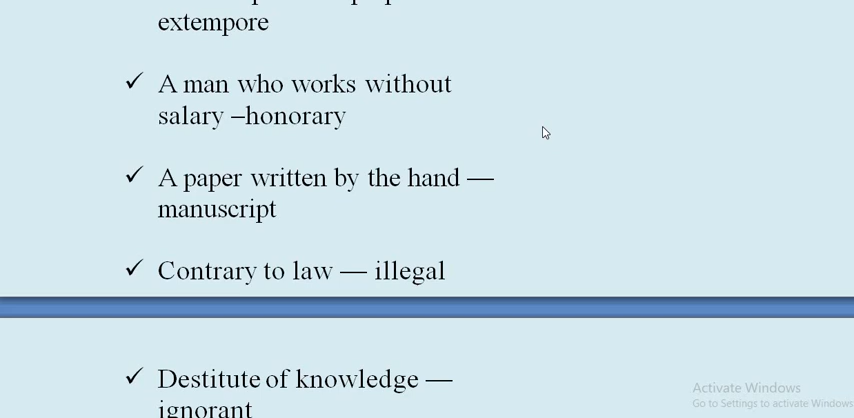 extempore
✓ A man who works without
salary –honorary
✓ A paper written by the hand —
manuscript
✓ Contrary to law — illegal
✓ Destitute of knowledge —
ignorant
Activate Windows
Go to Settings to activate Windows